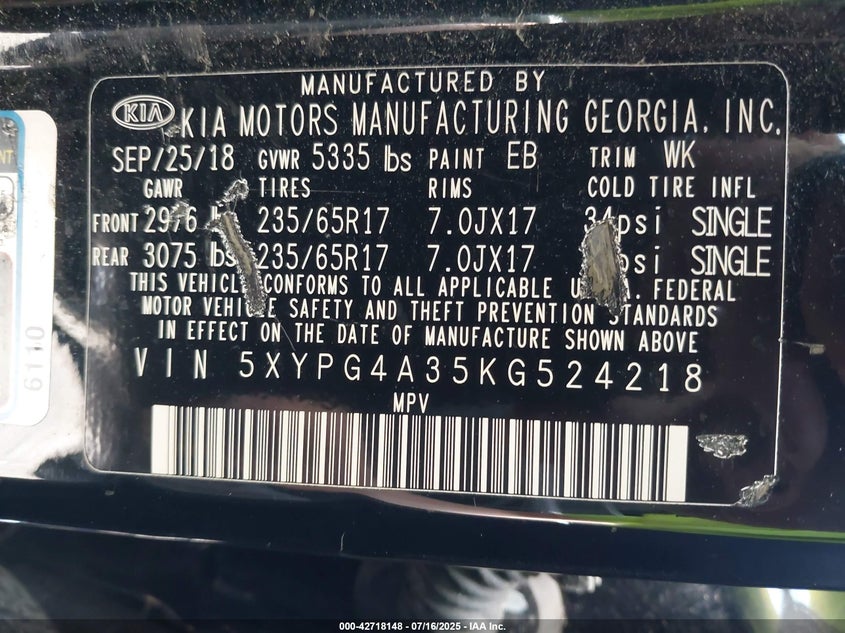 MANUFACTURED BY
KIA KIA MOTORS MANUFACTURING GEORGIA, INC.
SEP/25/18 GVWR 5335 lbs PAINT EB TRIM WK
GAWR TIRES RIMS COLD TIRE INFL
FRONT 235/65R17 7.0JX17 34psi SINGLE
REAR 3075 lbs 235/65R17 7.0JX17 SINGLE
THIS VEHICLE CONFORMS TO ALL APPLICABLE FEDERAL
MOTOR VEHICLE SAFETY AND THEFT PREVENTION STANDARDS
IN EFFECT ON THE DATE OF MANUFACTURE SHOWN ABOVE
VIN 5XYPG4A35KG524218
MPV
6110
000-42718148 - 07/16/2025 - IAA Inc.